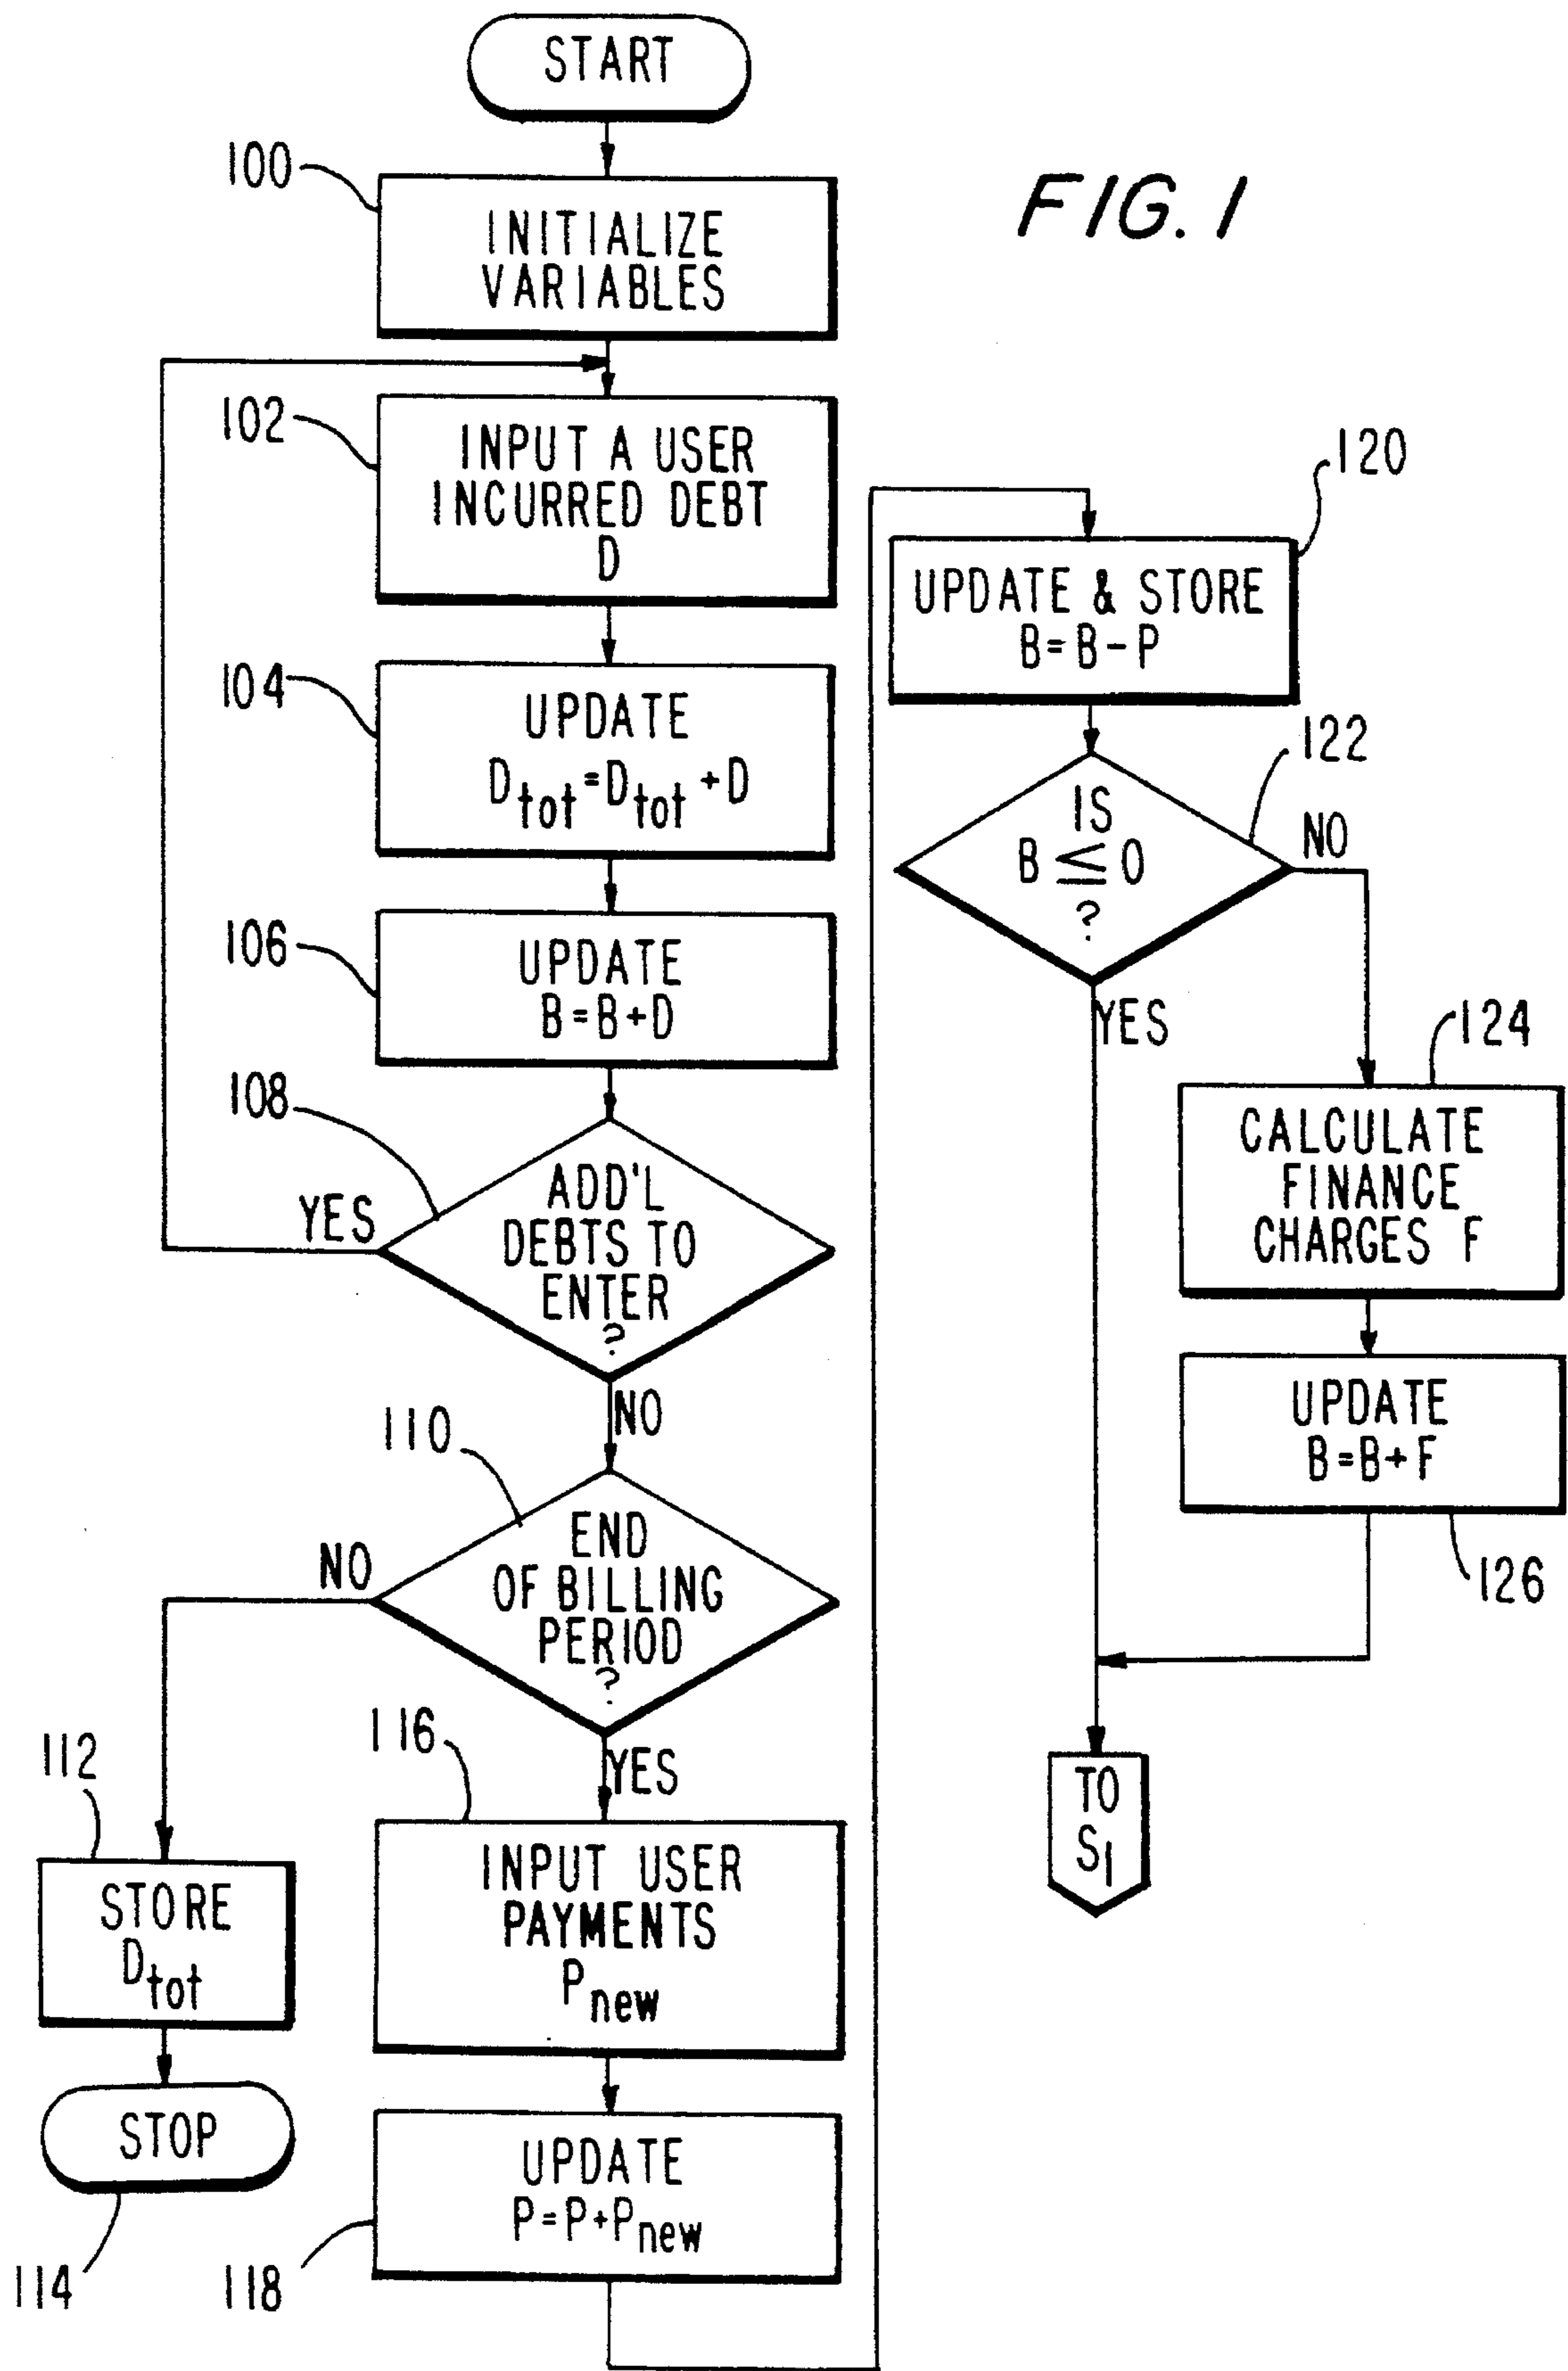 START
100
FIG. 1
INITIALIZE
VARIABLES
102
INPUT A USER
INCURRED DEBT
D
104
UPDATE
Dtot = Dtot + D
106
UPDATE
B = B + D
108
ADD'L
DEBTS TO
ENTER
?
YES
NO
110
END
OF BILLING
PERIOD
?
NO
YES
112
STORE
Dtot
STOP
114
116
INPUT USER
PAYMENTS
Pnew
UPDATE
P = P + Pnew
118
120
UPDATE & STORE
B = B - P
122
IS
B ≤ 0
?
NO
YES
124
CALCULATE
FINANCE
CHARGES F
UPDATE
B = B + F
126
TO
S1